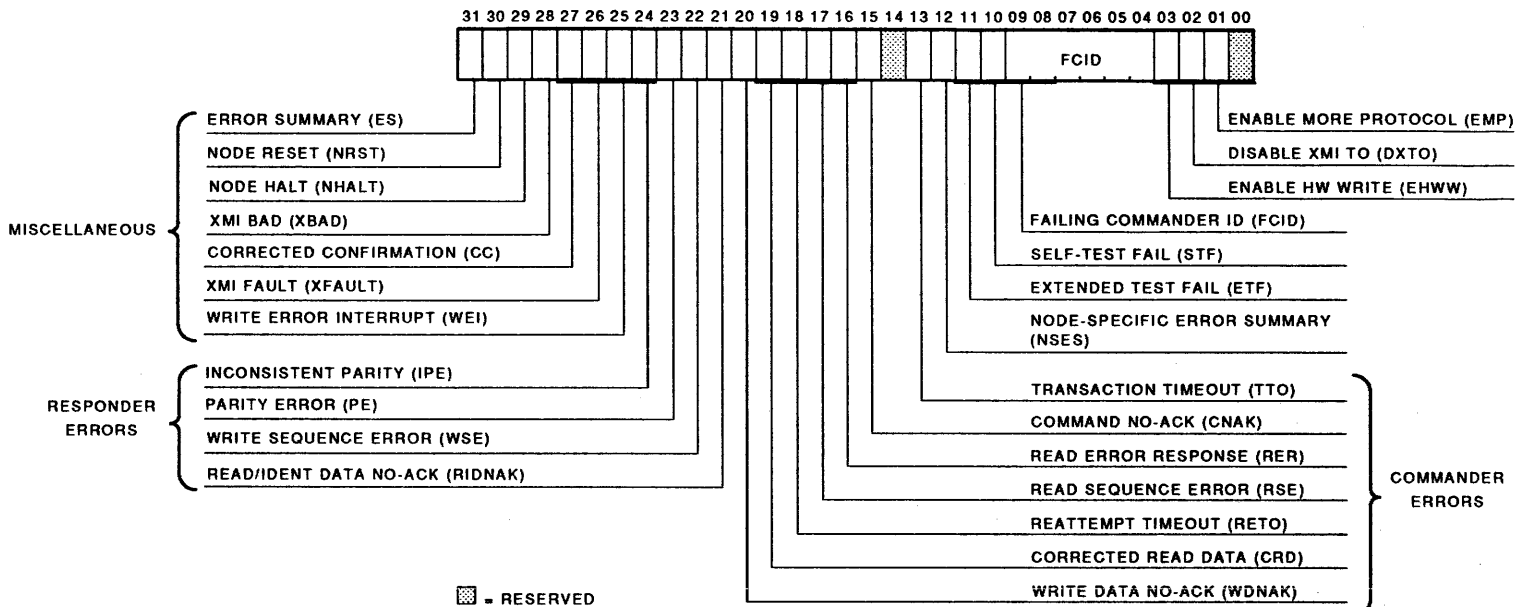 31 30 29 28 27 26 25 24 23 22 21 20 19 18 17 16 15 14 13 12 11 10 09 08 07 06 05 04 03 02 01 00
FCID
MISCELLANEOUS
ERROR SUMMARY (ES)
NODE RESET (NRST)
NODE HALT (NHALT)
XMI BAD (XBAD)
CORRECTED CONFIRMATION (CC)
XMI FAULT (XFAULT)
WRITE ERROR INTERRUPT (WEI)
RESPONDER
ERRORS
INCONSISTENT PARITY (IPE)
PARITY ERROR (PE)
WRITE SEQUENCE ERROR (WSE)
READ/IDENT DATA NO-ACK (RIDNAK)
ENABLE MORE PROTOCOL (EMP)
DISABLE XMI TO (DXTO)
ENABLE HW WRITE (EHWW)
FAILING COMMANDER ID (FCID)
SELF-TEST FAIL (STF)
EXTENDED TEST FAIL (ETF)
NODE-SPECIFIC ERROR SUMMARY
(NSES)
TRANSACTION TIMEOUT (TTO)
COMMAND NO-ACK (CNAK)
READ ERROR RESPONSE (RER)
READ SEQUENCE ERROR (RSE)
REATTEMPT TIMEOUT (RETO)
CORRECTED READ DATA (CRD)
WRITE DATA NO-ACK (WDNAK)
COMMANDER
ERRORS
= RESERVED